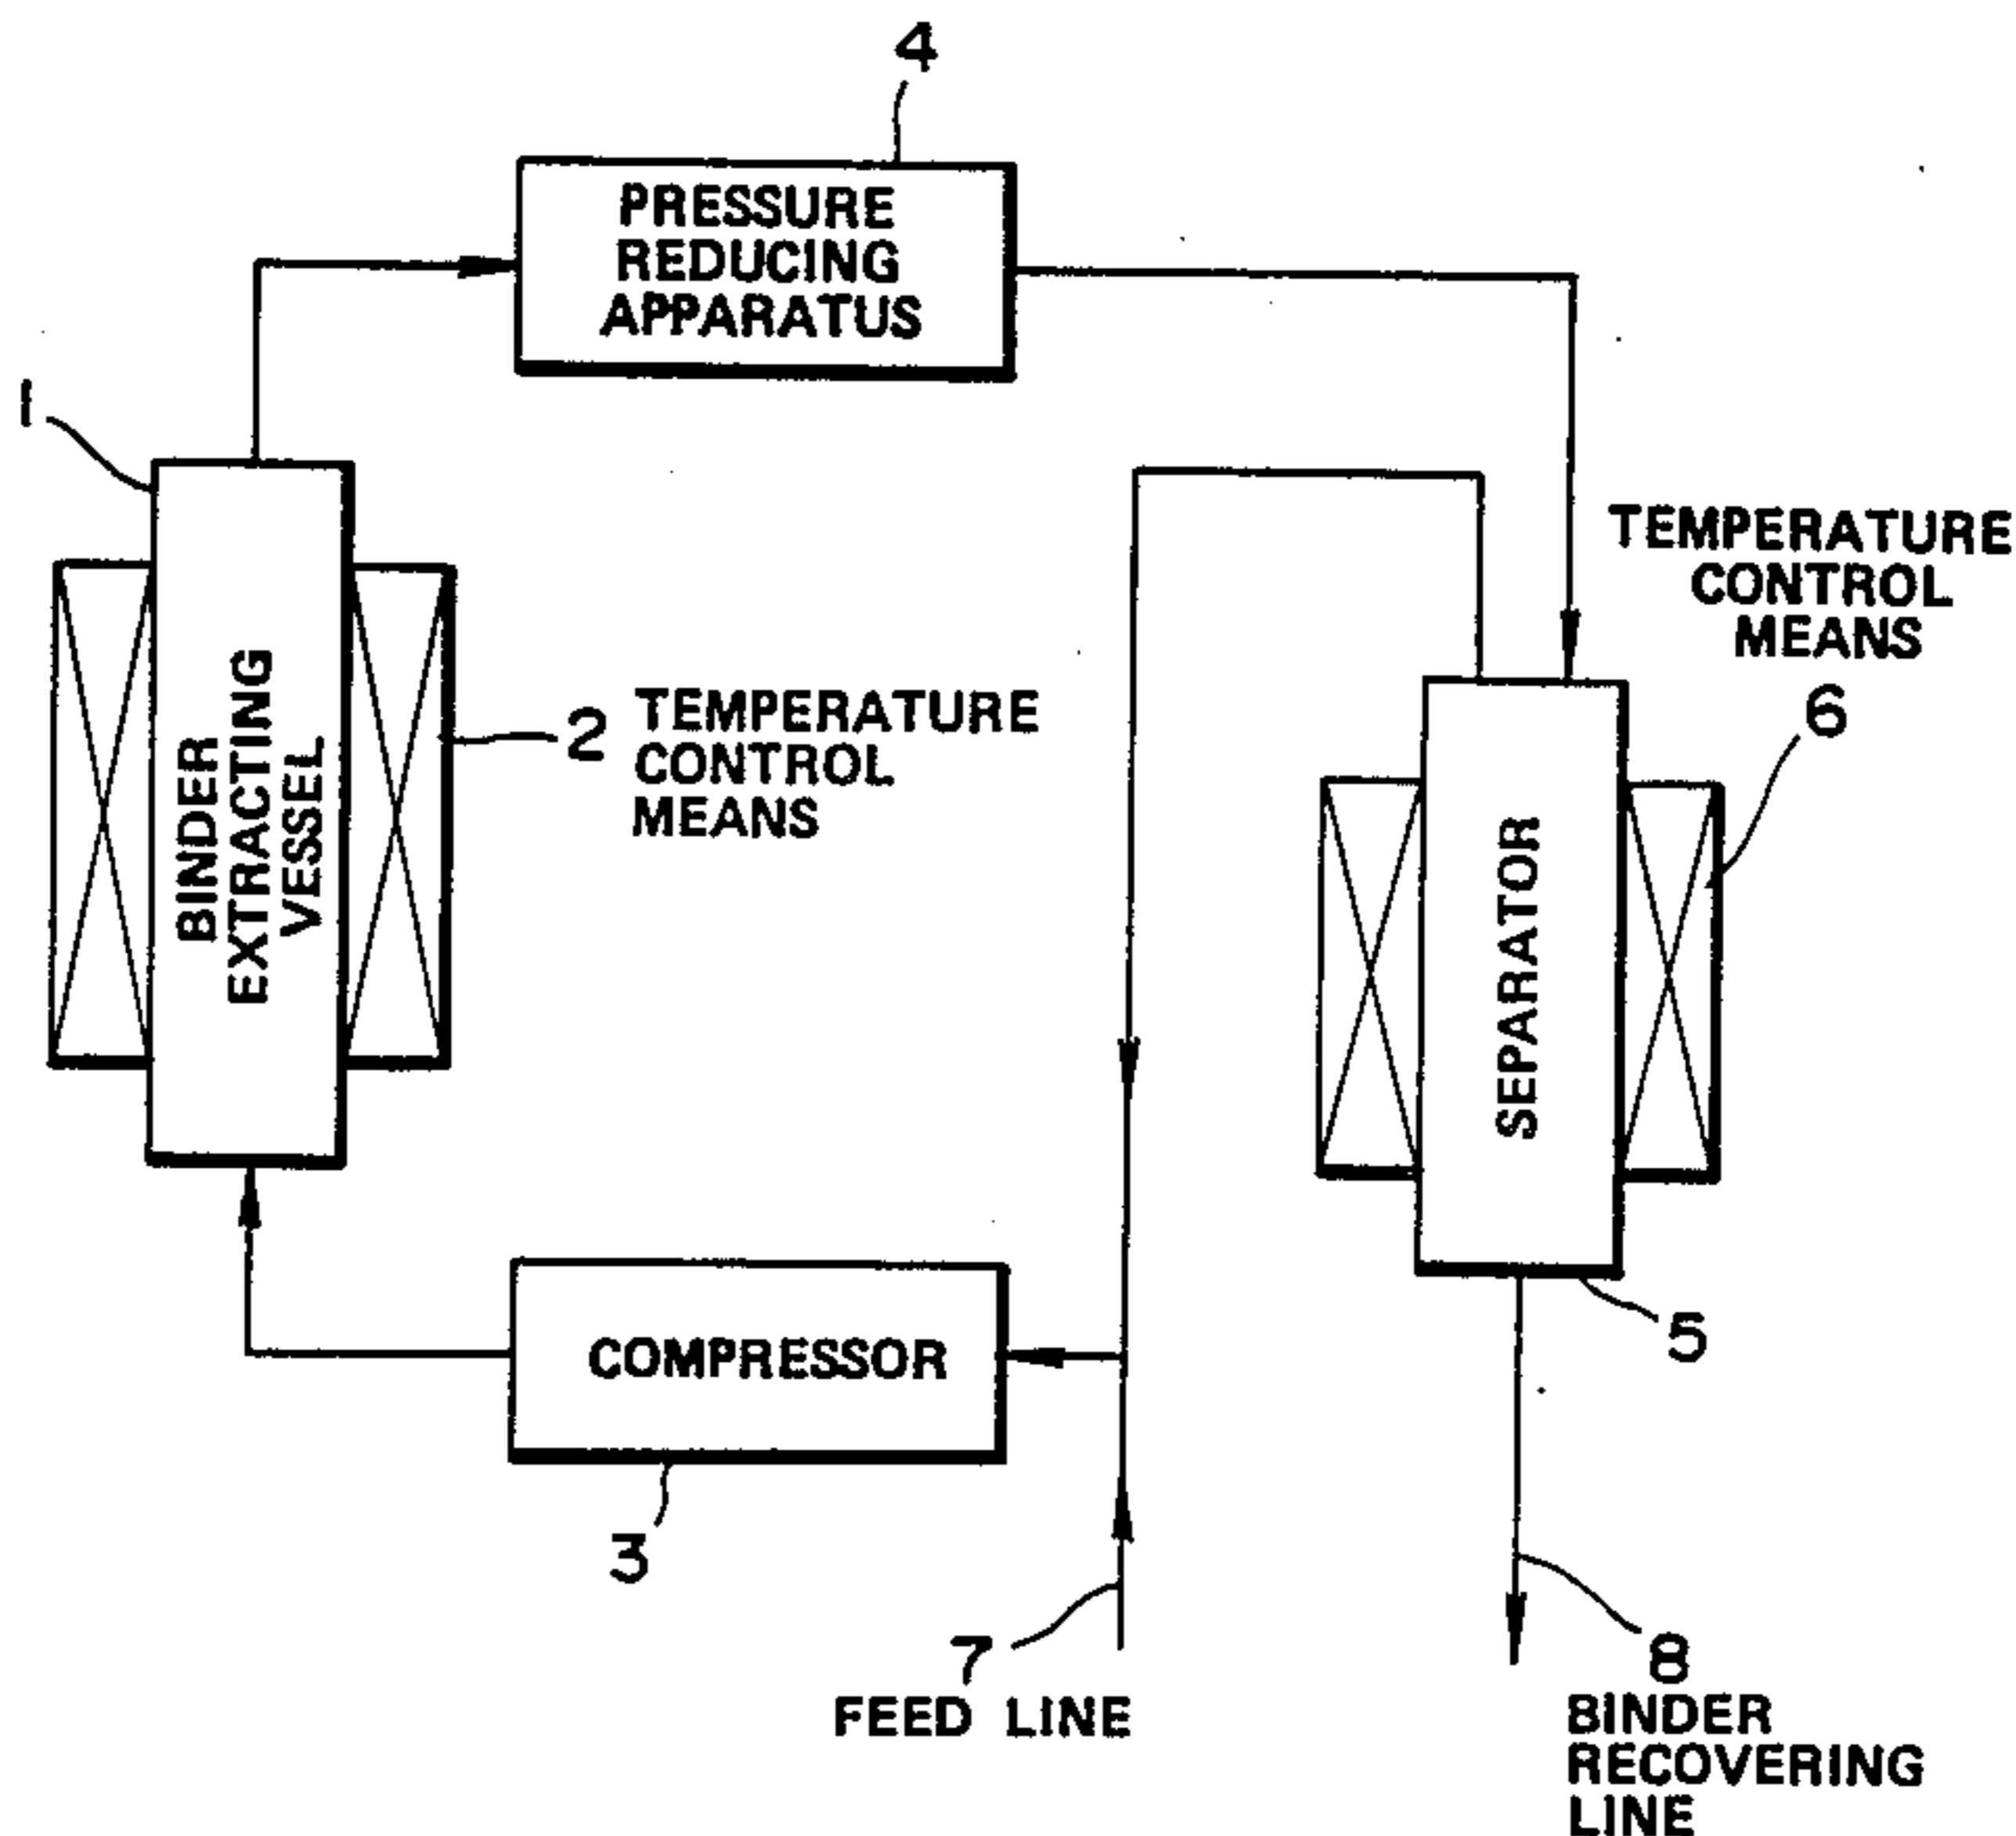 4
PRESSURE
REDUCING
APPARATUS
1
TEMPERATURE
CONTROL
MEANS
6
2 TEMPERATURE
CONTROL
MEANS
BINDER
EXTRACTING
VESSEL
SEPARATOR
COMPRESSOR
5
3
7
FEED LINE
8
BINDER
RECOVERING
LINE